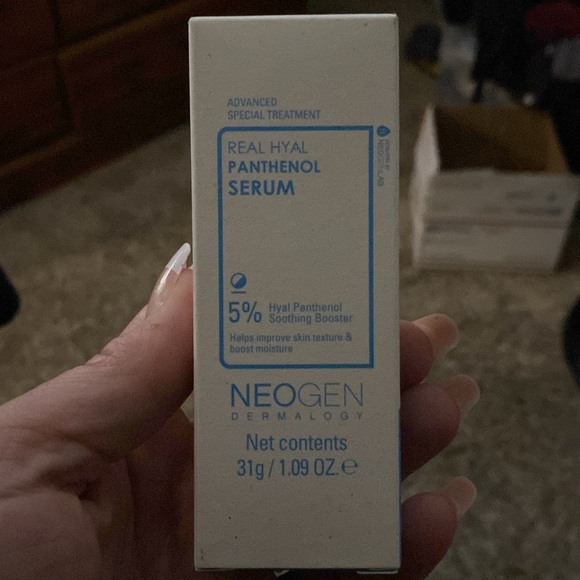 ADVANCED
SPECIAL TREATMENT
REAL HYAL
PANTHENOL
SERUM
5% Hyal Panthenol
Soothing Booster
Helps improve skin texture &
boost moisture
NEOGEN
DERMALOGY
Net contents
31g / 1.09 OZ. ℮
NEOGENLAB